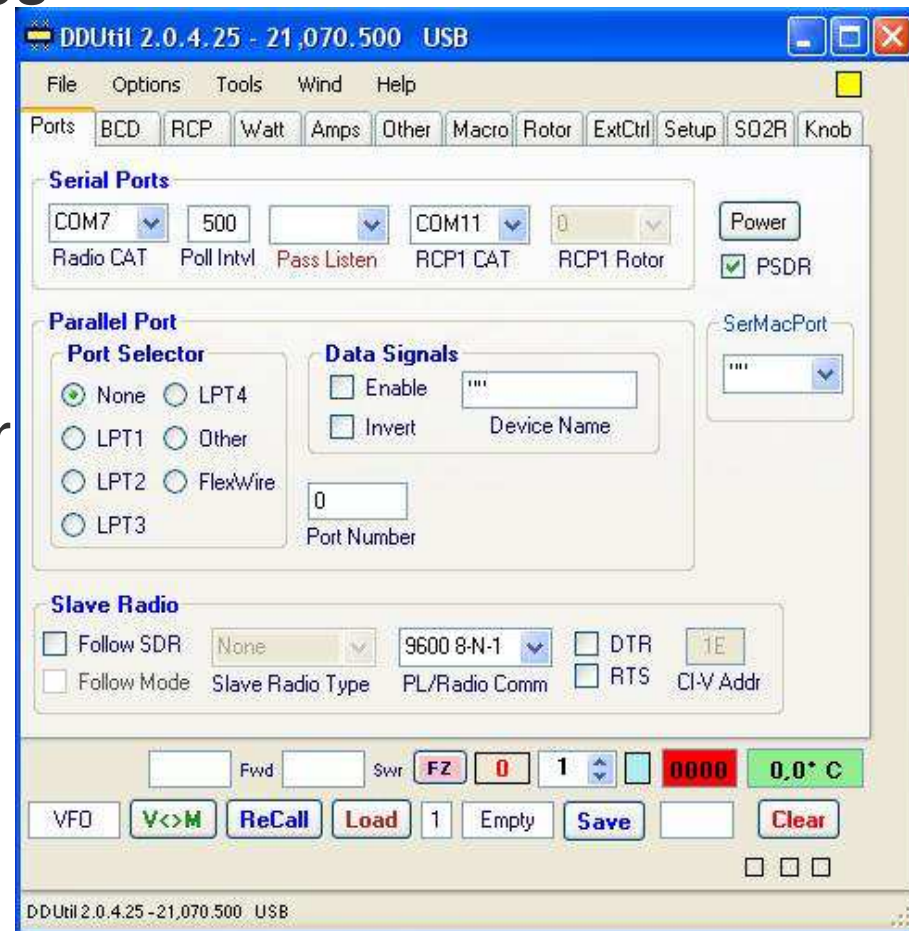 DDUtil 2.0.4.25 - 21,070.500 USB
File Options Tools Wind Help
Ports BCD RCP Watt Amps Other Macro Rotor ExtCtrl Setup SO2R Knob
Serial Ports
COM7 500 COM11 0 Power
Radio CAT Poll Intvl Pass Listen RCP1 CAT RCP1 Rotor PSDR
Parallel Port SerMacPort
Port Selector Data Signals
"" 
None LPT4 Enable ""
LPT1 Other Invert Device Name
LPT2 FlexWire
0
LPT3 Port Number
Slave Radio
Follow SDR None 9600 8-N-1 DTR 1E
Follow Mode Slave Radio Type PL/Radio Comm RTS CI-V Addr
Fwd Swr FZ 0 1 0000 0,0° C
VFO V<>M ReCall Load 1 Empty Save Clear
DDUtil 2.0.4.25 - 21,070.500 USB